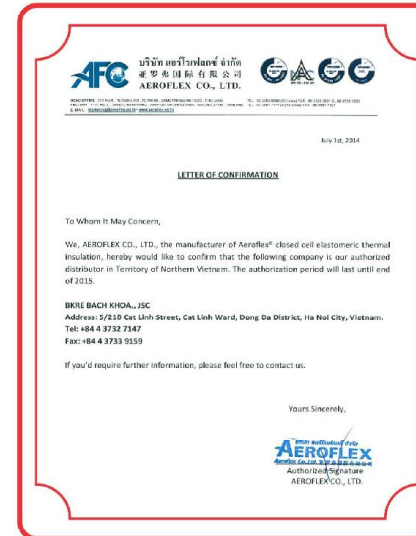 AFC
บริษัท แอโรเฟลกซ์ จำกัด
亚罗弗国际有限公司
AEROFLEX CO., LTD.
July 1st, 2014
LETTER OF CONFIRMATION
To Whom It May Concern,
We, AEROFLEX CO., LTD., the manufacturer of Aeroflex® closed cell elastomeric thermal
insulation, hereby would like to confirm that the following company is our authorized
distributor in Territory of Northern Vietnam. The authorization period will last until end
of 2015.
BKRE BACH KHOA., JSC
Address: 5/210 Cat Linh Street, Cat Linh Ward, Dong Da District, Ha Noi City, Vietnam.
Tel: +84 4 3732 7147
Fax: +84 4 3733 9159
If you'd require further information, please feel free to contact us.
Yours Sincerely,
AEROFLEX
Authorized Signature
AEROFLEX CO., LTD.